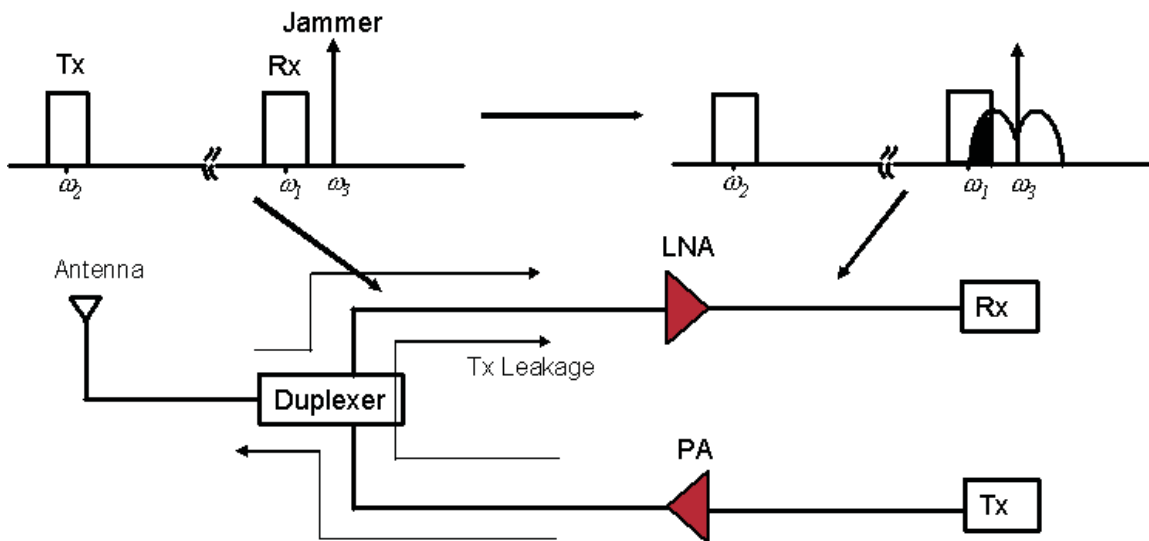 Jammer
Tx
Rx
ω2
ω1
ω3
ω2
ω1
ω3
LNA
Antenna
Rx
Tx Leakage
Duplexer
PA
Tx